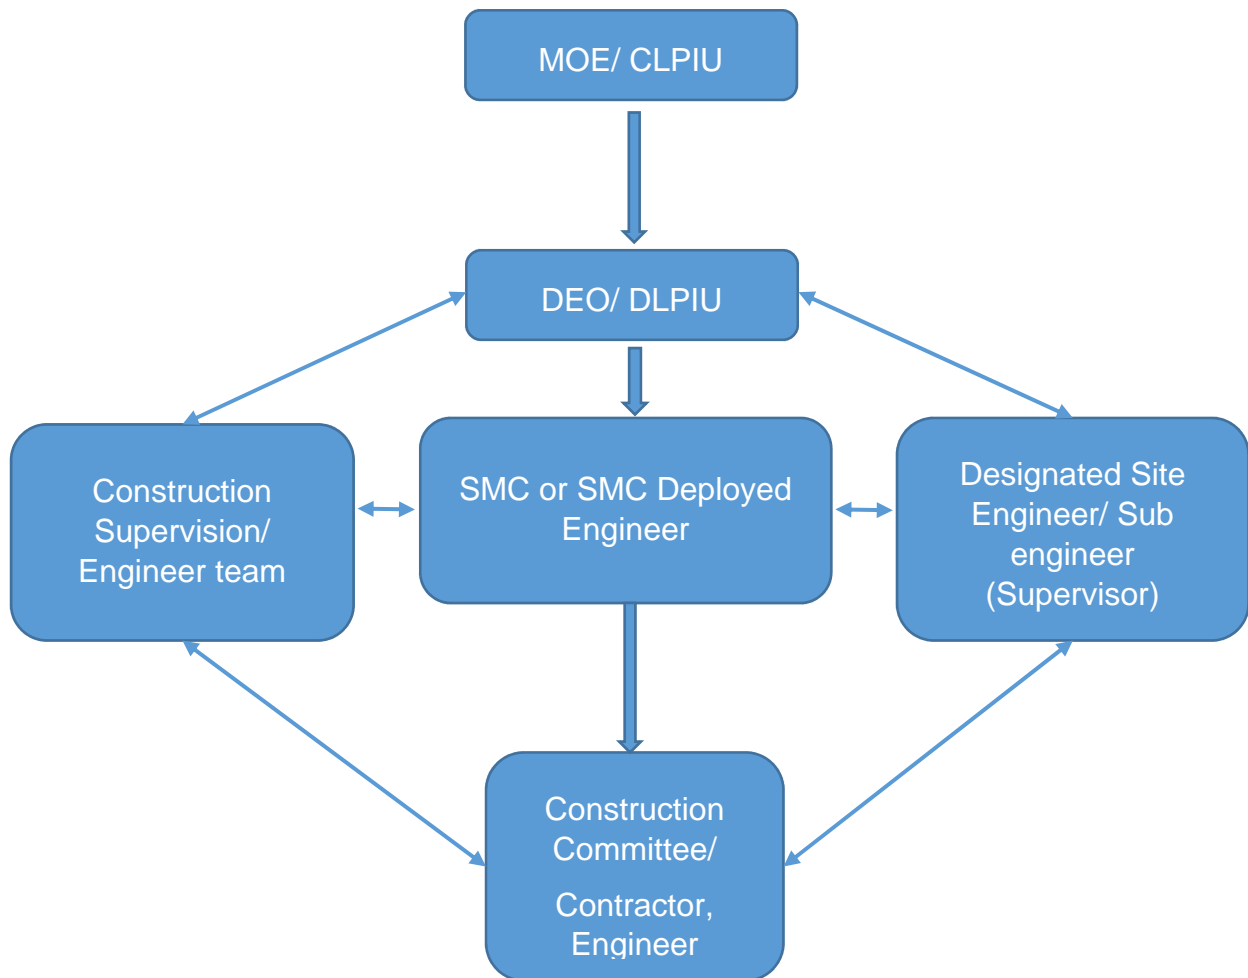 MOE/ CLPIU
DEO/ DLPIU
Construction
Supervision/
Engineer team
SMC or SMC Deployed
Engineer
Designated Site
Engineer/ Sub
engineer
(Supervisor)
Construction
Committee/
Contractor,
Engineer